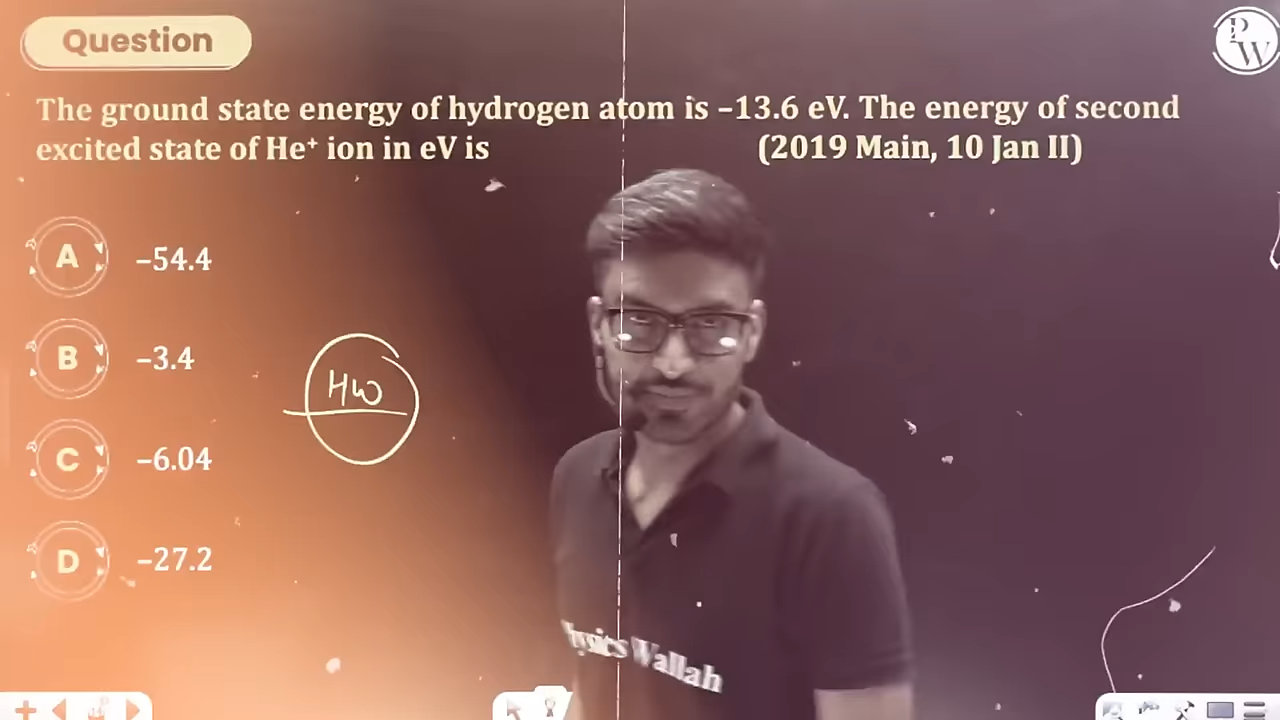 Question
P
W
The ground state energy of hydrogen atom is –13.6 eV. The energy of second
excited state of He⁺ ion in eV is (2019 Main, 10 Jan II)
A –54.4
B –3.4
HW
C –6.04
D –27.2
Physics Wallah